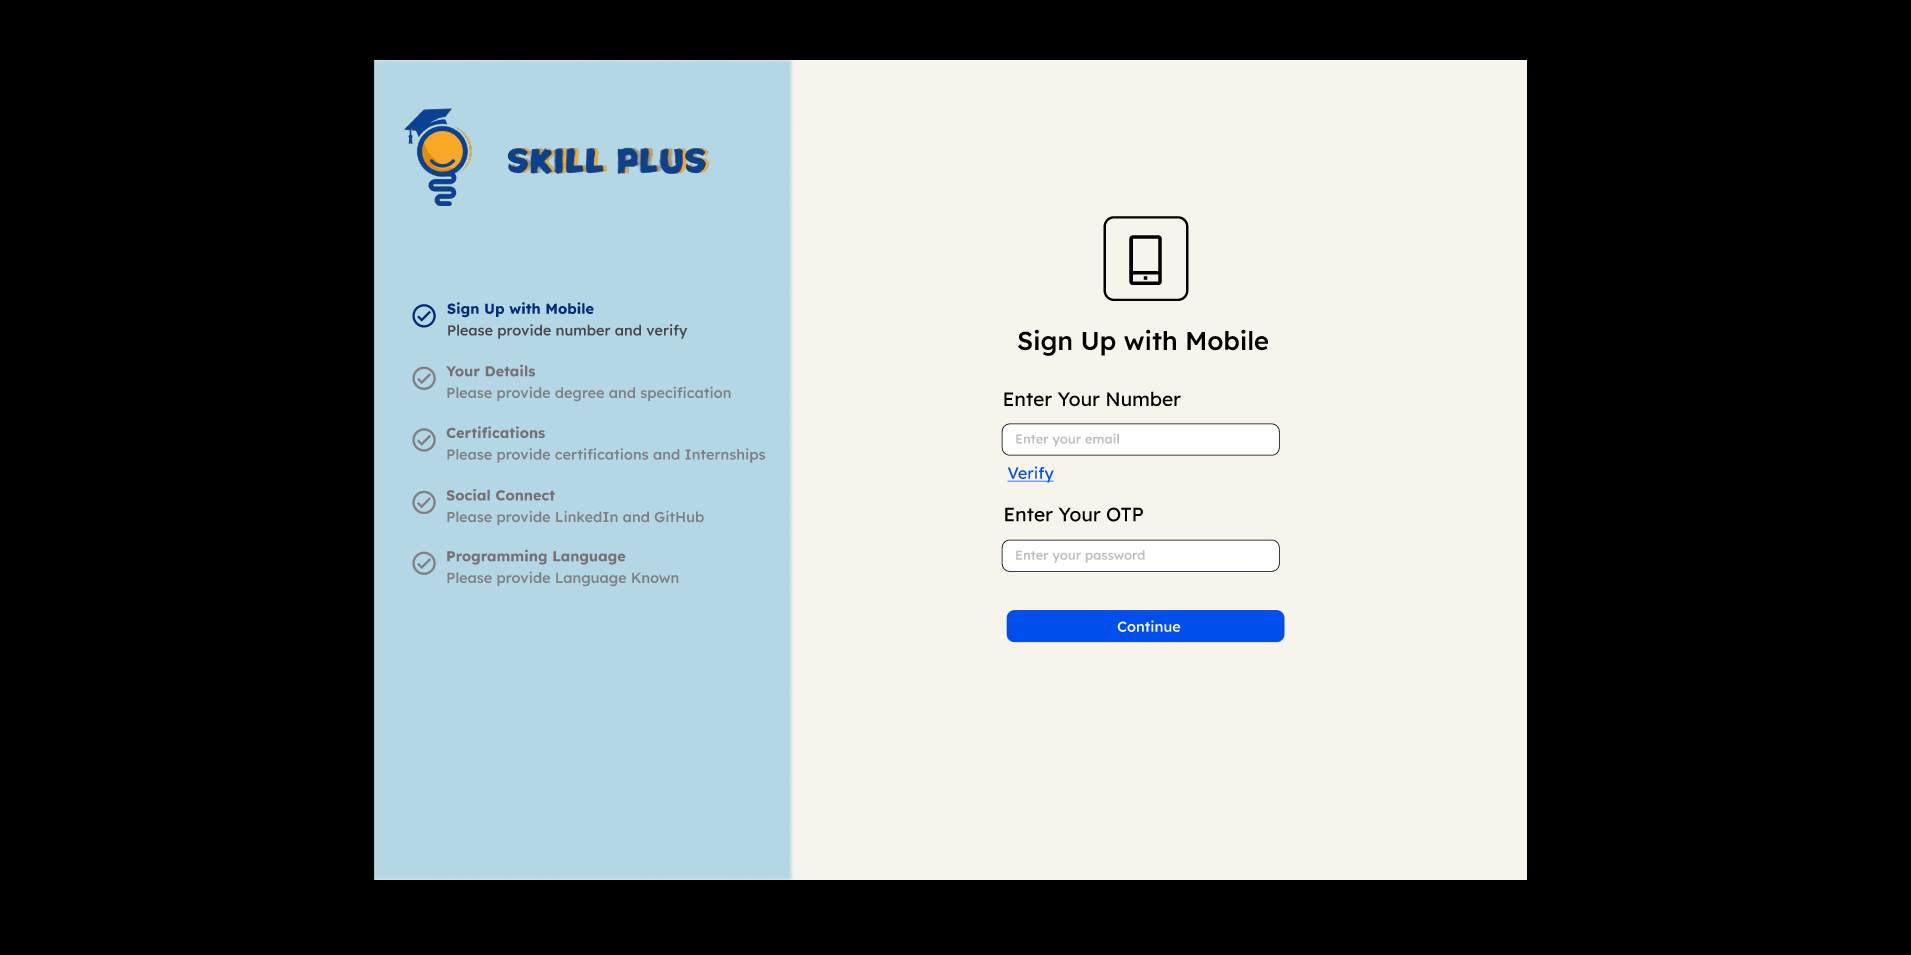 SKILL PLUS
Sign Up with Mobile
Please provide number and verify
Your Details
Please provide degree and specification
Certifications
Please provide certifications and Internships
Social Connect
Please provide LinkedIn and GitHub
Programming Language
Please provide Language Known
Sign Up with Mobile
Enter Your Number
Enter your email
Verify
Enter Your OTP
Enter your password
Continue